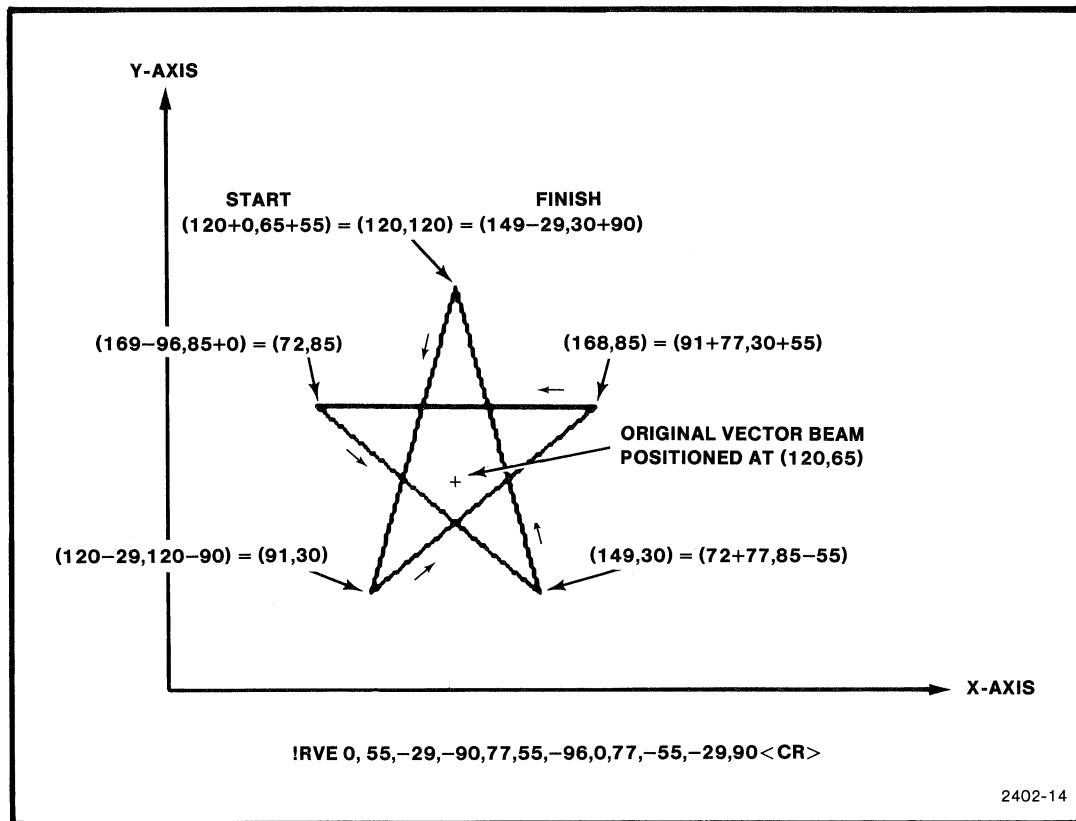 Y-AXIS
START
FINISH
(120+0,65+55) = (120,120) = (149−29,30+90)
(169−96,85+0) = (72,85)
(168,85) = (91+77,30+55)
ORIGINAL VECTOR BEAM
POSITIONED AT (120,65)
(120−29,120−90) = (91,30)
(149,30) = (72+77,85−55)
X-AXIS
!RVE 0, 55,−29,−90,77,55,−96,0,77,−55,−29,90<CR>
2402-14